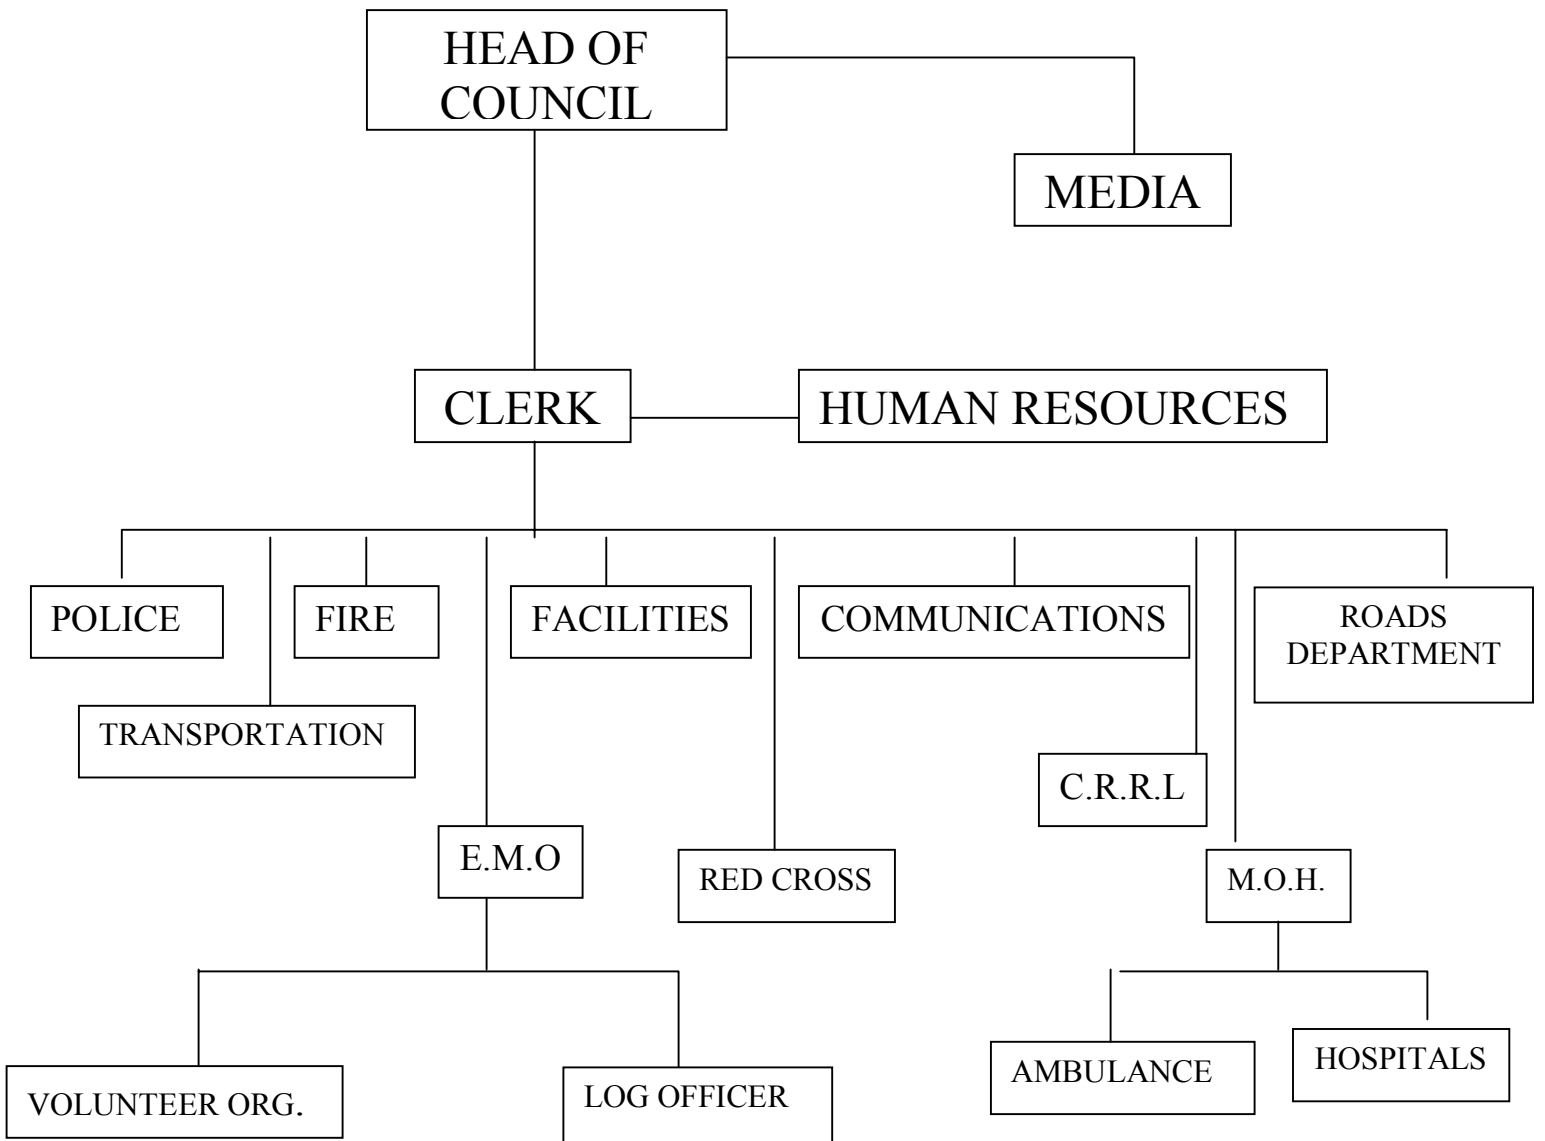 HEAD OF
COUNCIL
MEDIA
CLERK
HUMAN RESOURCES
POLICE
FIRE
FACILITIES
COMMUNICATIONS
ROADS
DEPARTMENT
TRANSPORTATION
C.R.R.L
E.M.O
RED CROSS
M.O.H.
VOLUNTEER ORG.
LOG OFFICER
AMBULANCE
HOSPITALS